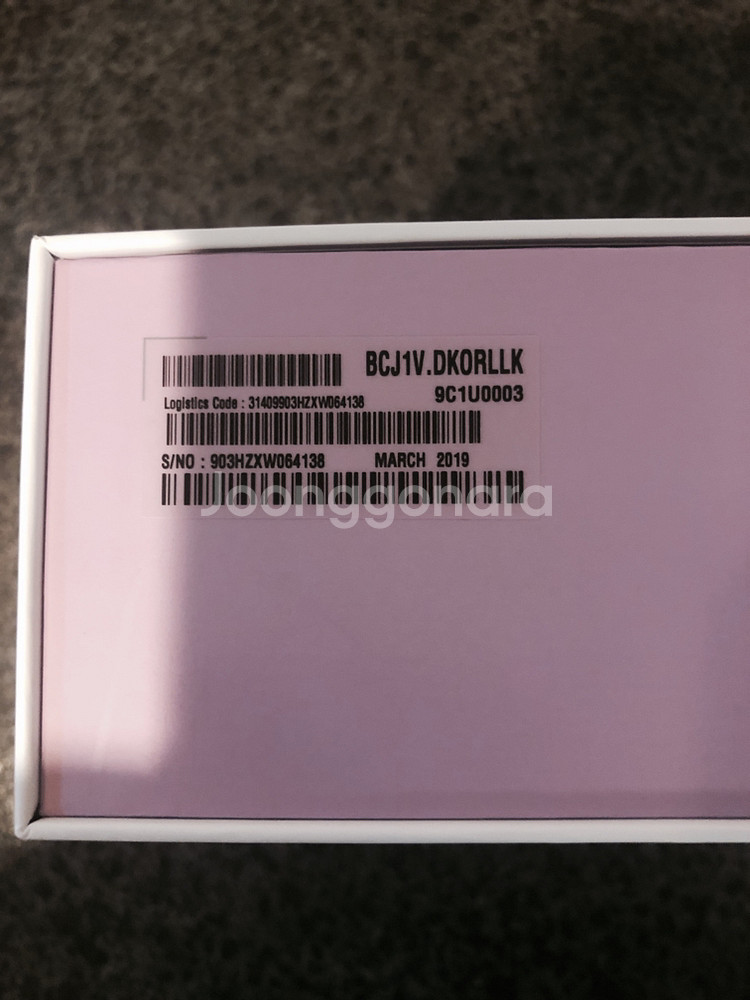 BCJ1V.DKORLLK
9C1U0003
Logistics Code : 31409903HZXW064138
S/NO : 903HZXW064138 MARCH 2019
Joonggonara